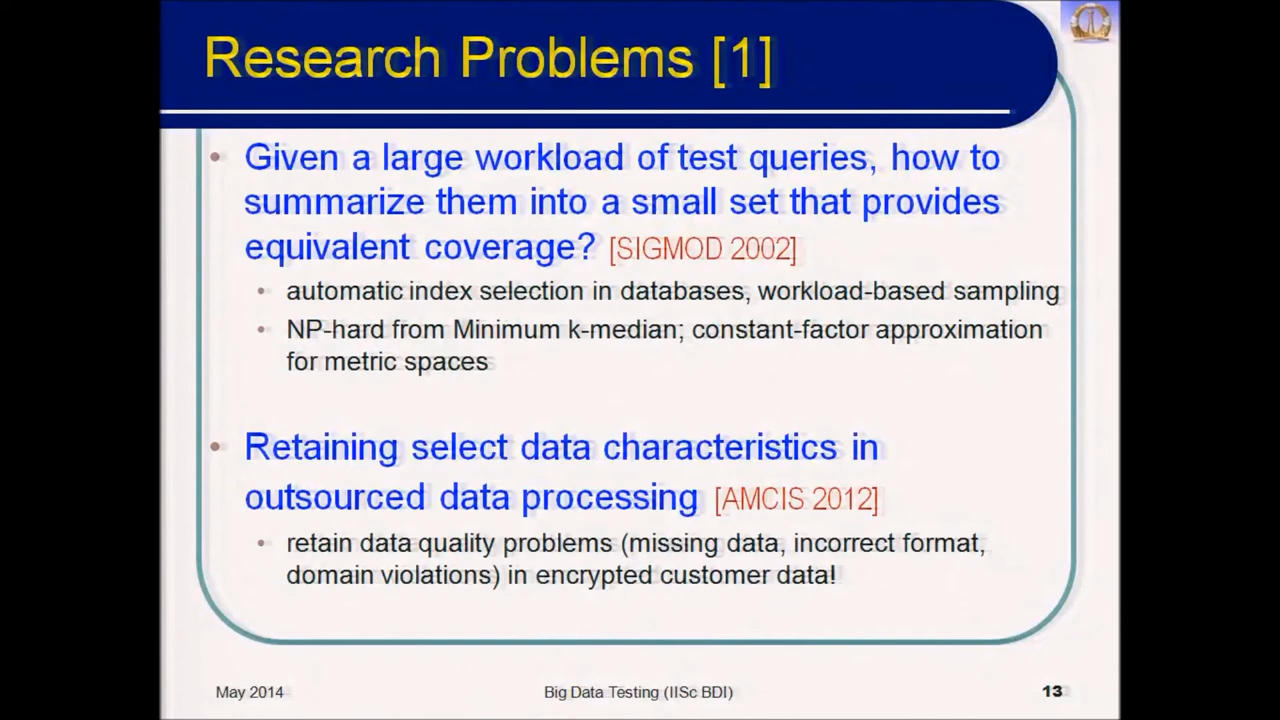 Research Problems [1]
• Given a large workload of test queries, how to
summarize them into a small set that provides
equivalent coverage? [SIGMOD 2002]
• automatic index selection in databases, workload-based sampling
• NP-hard from Minimum k-median; constant-factor approximation
for metric spaces
• Retaining select data characteristics in
outsourced data processing [AMCIS 2012]
• retain data quality problems (missing data, incorrect format,
domain violations) in encrypted customer data!
May 2014 Big Data Testing (IISc BDI) 13